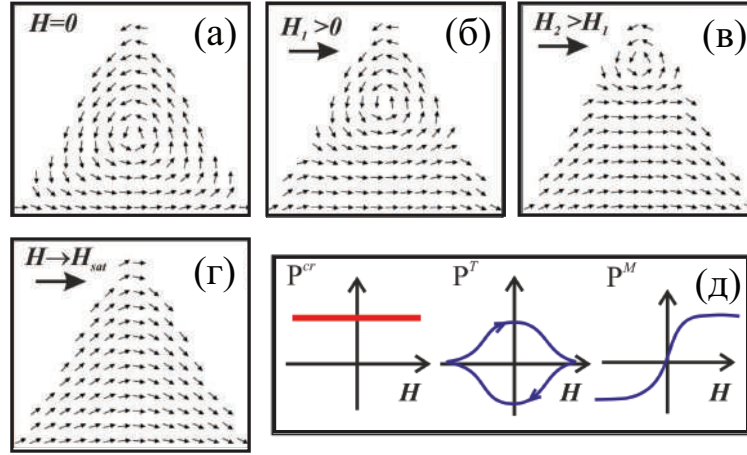 H=0 (а)
H₁>0 (б)
H₂>H₁ (в)
H→Hsat (г)
Pᶜʳ Pᵀ Pᴹ (д)
H H H